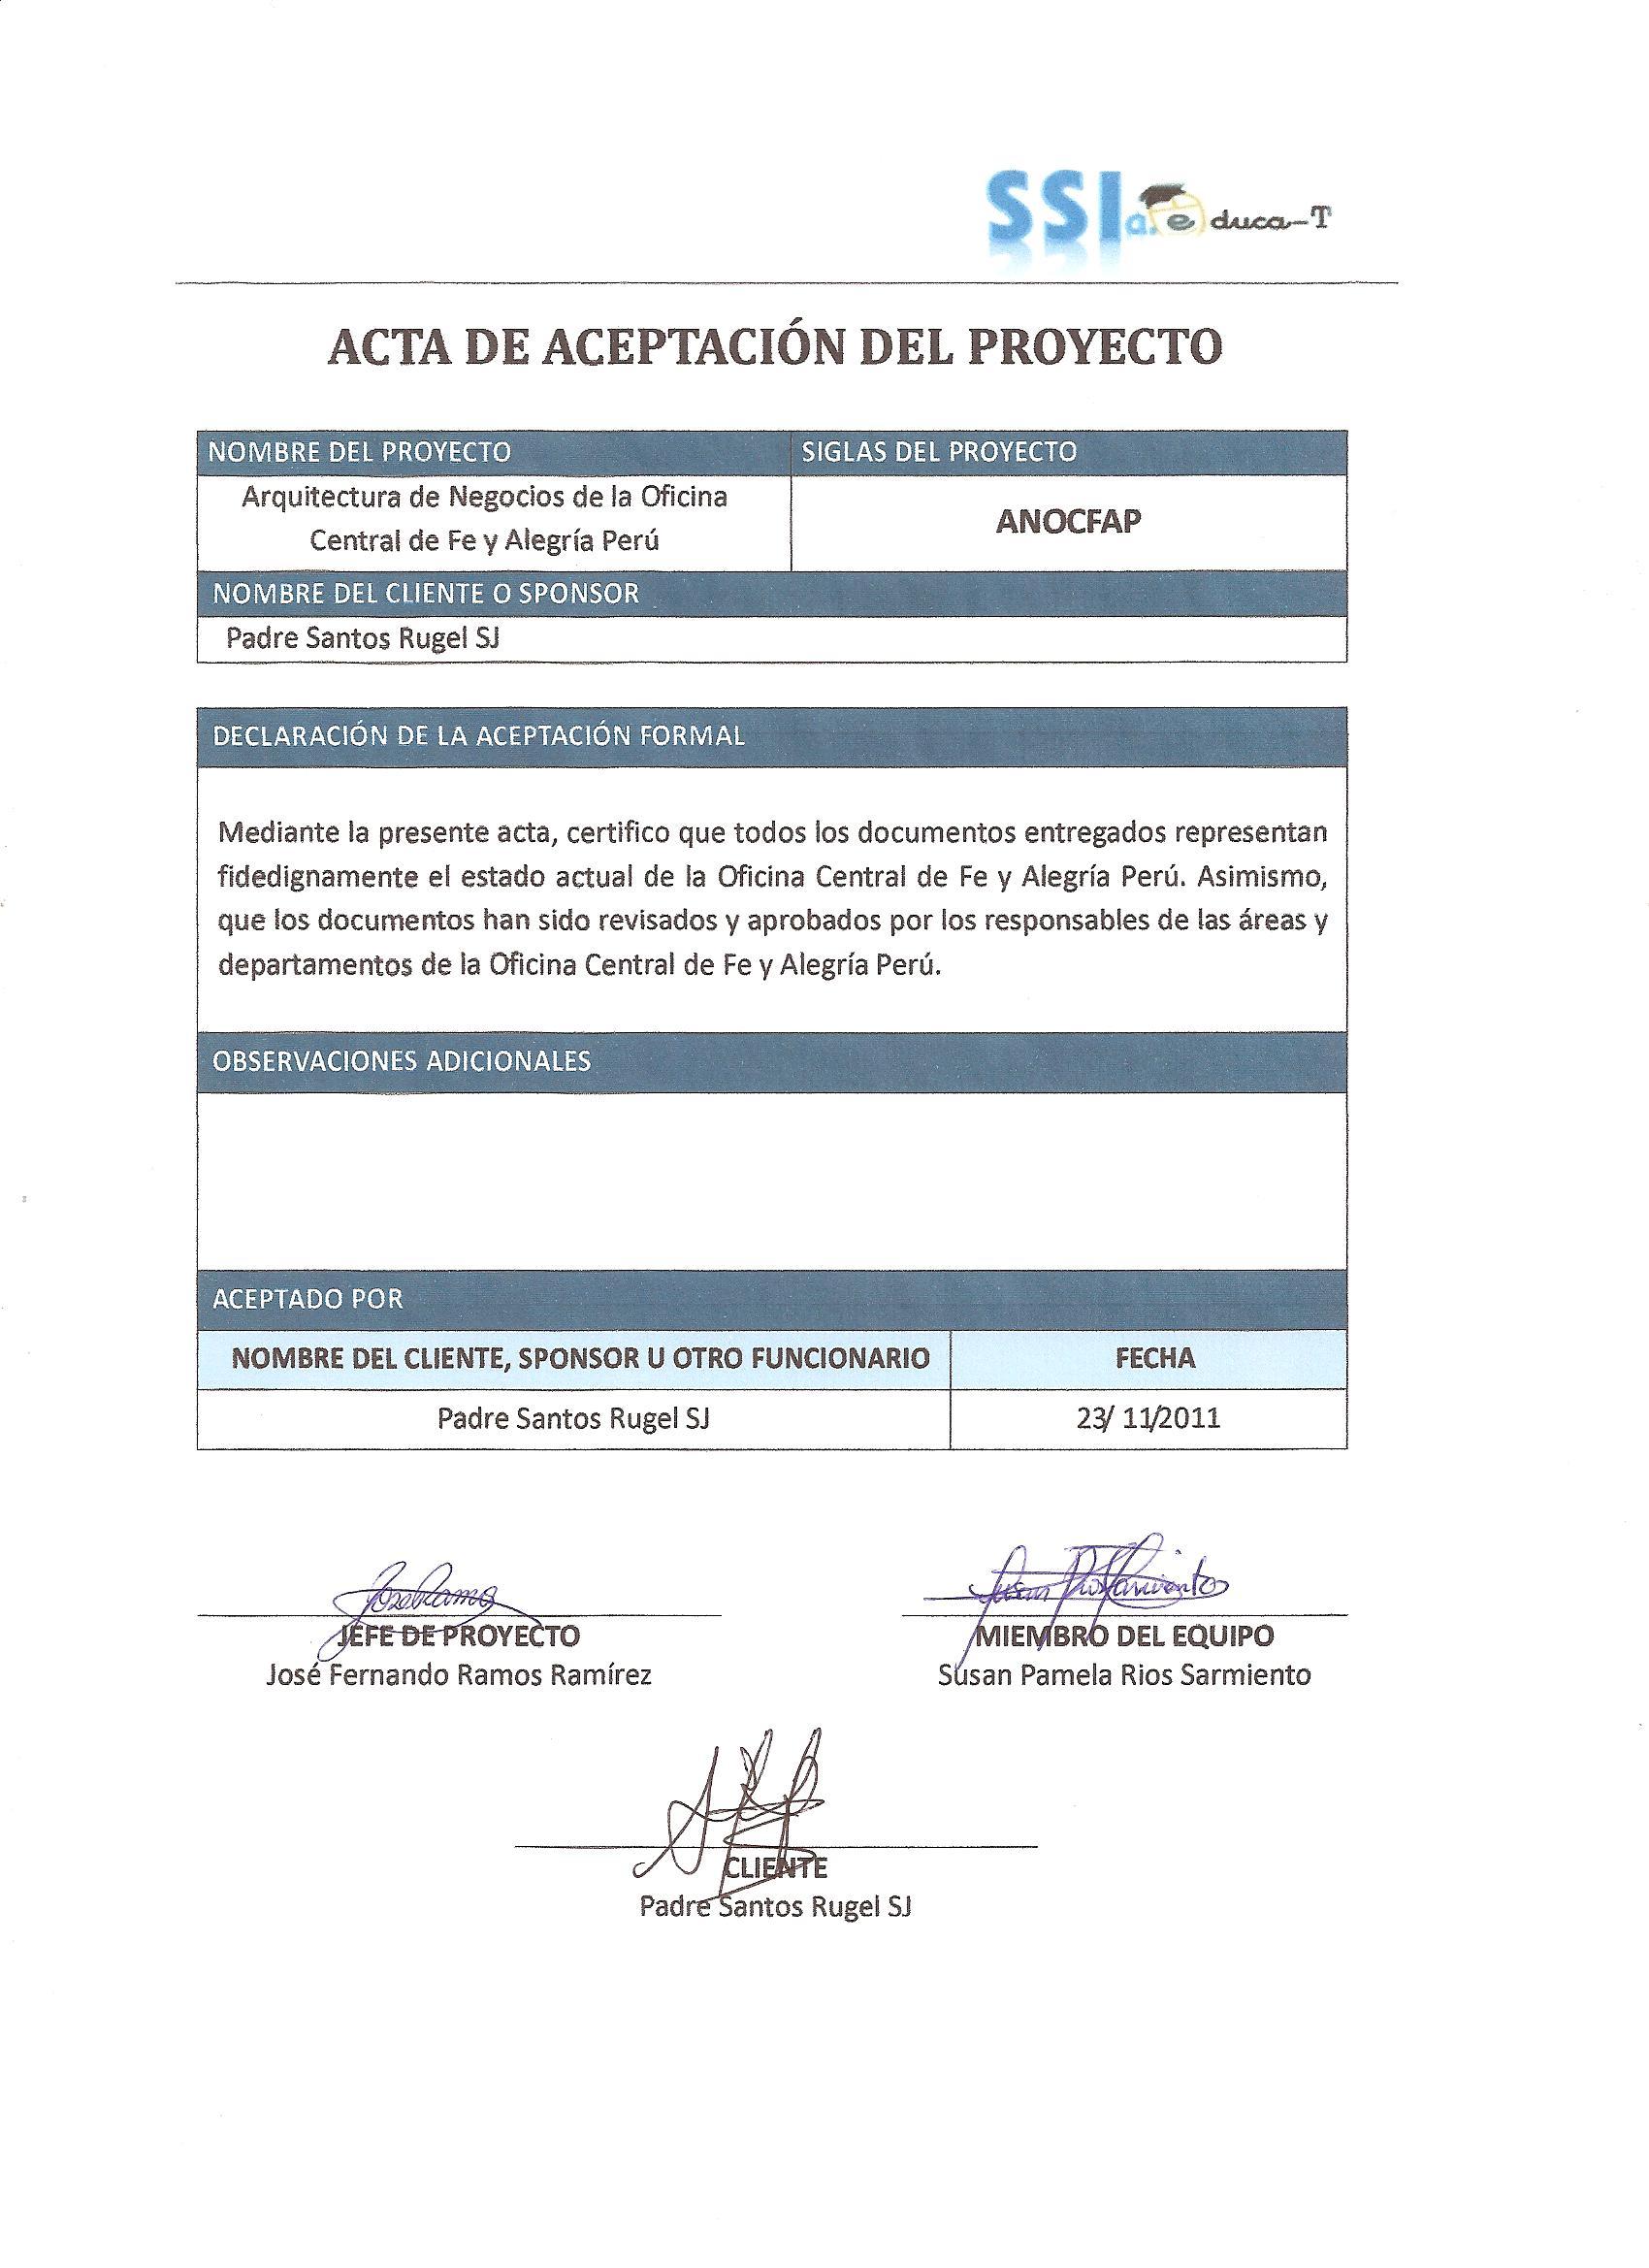 SSIa. educa-T
ACTA DE ACEPTACIÓN DEL PROYECTO
NOMBRE DEL PROYECTO SIGLAS DEL PROYECTO
Arquitectura de Negocios de la Oficina
Central de Fe y Alegría Perú
ANOCFAP
NOMBRE DEL CLIENTE O SPONSOR
Padre Santos Rugel SJ
DECLARACIÓN DE LA ACEPTACIÓN FORMAL
Mediante la presente acta, certifico que todos los documentos entregados representan
fidedignamente el estado actual de la Oficina Central de Fe y Alegría Perú. Asimismo,
que los documentos han sido revisados y aprobados por los responsables de las áreas y
departamentos de la Oficina Central de Fe y Alegría Perú.
OBSERVACIONES ADICIONALES
ACEPTADO POR
NOMBRE DEL CLIENTE, SPONSOR U OTRO FUNCIONARIO FECHA
Padre Santos Rugel SJ 23/ 11/2011
Jose Ramos
Susan Rios Sarmiento
JEFE DE PROYECTO MIEMBRO DEL EQUIPO
José Fernando Ramos Ramírez Susan Pamela Rios Sarmiento
CLIENTE
Padre Santos Rugel SJ